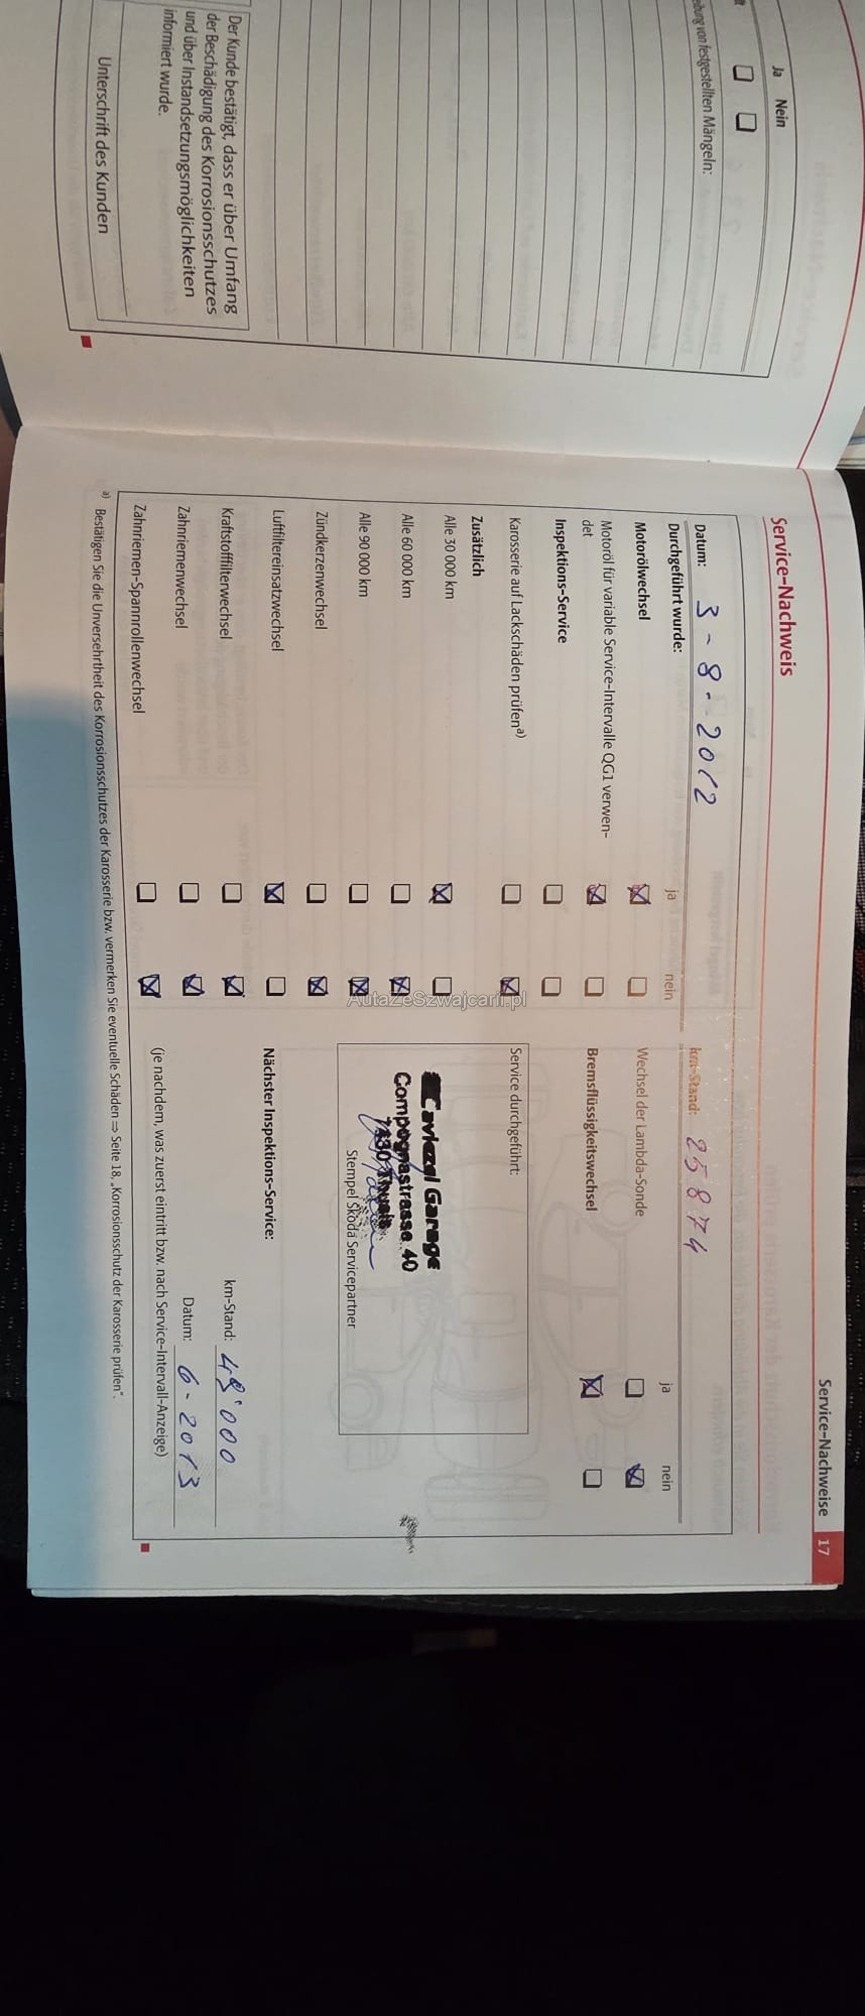 Ja Nein
von festgestellten Mängeln:
Der Kunde bestätigt, dass er über Umfang
der Beschädigung des Korrosionsschutzes
und über Instandsetzungsmöglichkeiten
informiert wurde.
Unterschrift des Kunden
Service-Nachweise 17
Service-Nachweis
Datum: 3-8-2012
km-Stand: 25874
Durchgeführt wurde: ja nein
ja nein
Motorölwechsel
Wechsel der Lambda-Sonde
Motoröl für variable Service-Intervalle QG1 verwen-
det
Bremsflüssigkeitswechsel
Inspektions-Service
Karosserie auf Lackschäden prüfen a)
Service durchgeführt:
Zusätzlich
Alle 30 000 km
Alle 60 000 km
Alle 90 000 km
Caviezel Garage
Compognastrasse 40
7430 Thusis
Stempel Škoda Servicepartner
Zündkerzenwechsel
Luftfiltereinsatzwechsel
Nächster Inspektions-Service:
Kraftstofffilterwechsel
km-Stand: 48'000
Zahnriemenwechsel
Datum: 6-2013
Zahnriemen-Spannrollenwechsel
(je nachdem, was zuerst eintritt bzw. nach Service-Intervall-Anzeige)
a) Bestätigen Sie die Unversehrtheit des Korrosionsschutzes der Karosserie bzw. vermerken Sie eventuelle Schäden ⇒ Seite 18, „Korrosionsschutz der Karosserie prüfen“.
AutaZeSzwajcarii.pl